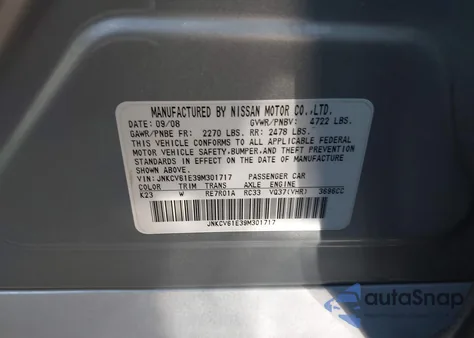 MANUFACTURED BY NISSAN MOTOR CO.,LTD.
DATE: 09/08 GVWR/PNBV: 4722 LBS.
GAWR/PNBE FR: 2270 LBS. RR: 2478 LBS.
THIS VEHICLE CONFORMS TO ALL APPLICABLE FEDERAL
MOTOR VEHICLE SAFETY,BUMPER,AND THEFT PREVENTION
STANDARDS IN EFFECT ON THE DATE OF MANUFACTURE
SHOWN ABOVE.
VIN: JNKCV61E39M301717 PASSENGER CAR
COLOR TRIM TRANS AXLE ENGINE
K23 W RE7R01A RC33 VQ37(VHR) 3696CC
JNKCV61E39M301717
autaSnap